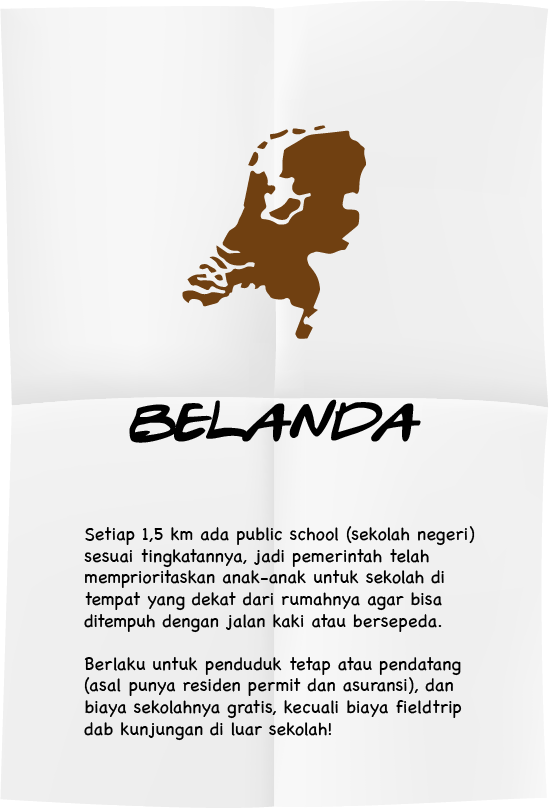 BELANDA
Setiap 1,5 km ada public school (sekolah negeri)
sesuai tingkatannya, jadi pemerintah telah
memprioritaskan anak-anak untuk sekolah di
tempat yang dekat dari rumahnya agar bisa
ditempuh dengan jalan kaki atau bersepeda.
Berlaku untuk penduduk tetap atau pendatang
(asal punya residen permit dan asuransi), dan
biaya sekolahnya gratis, kecuali biaya fieldtrip
dab kunjungan di luar sekolah!